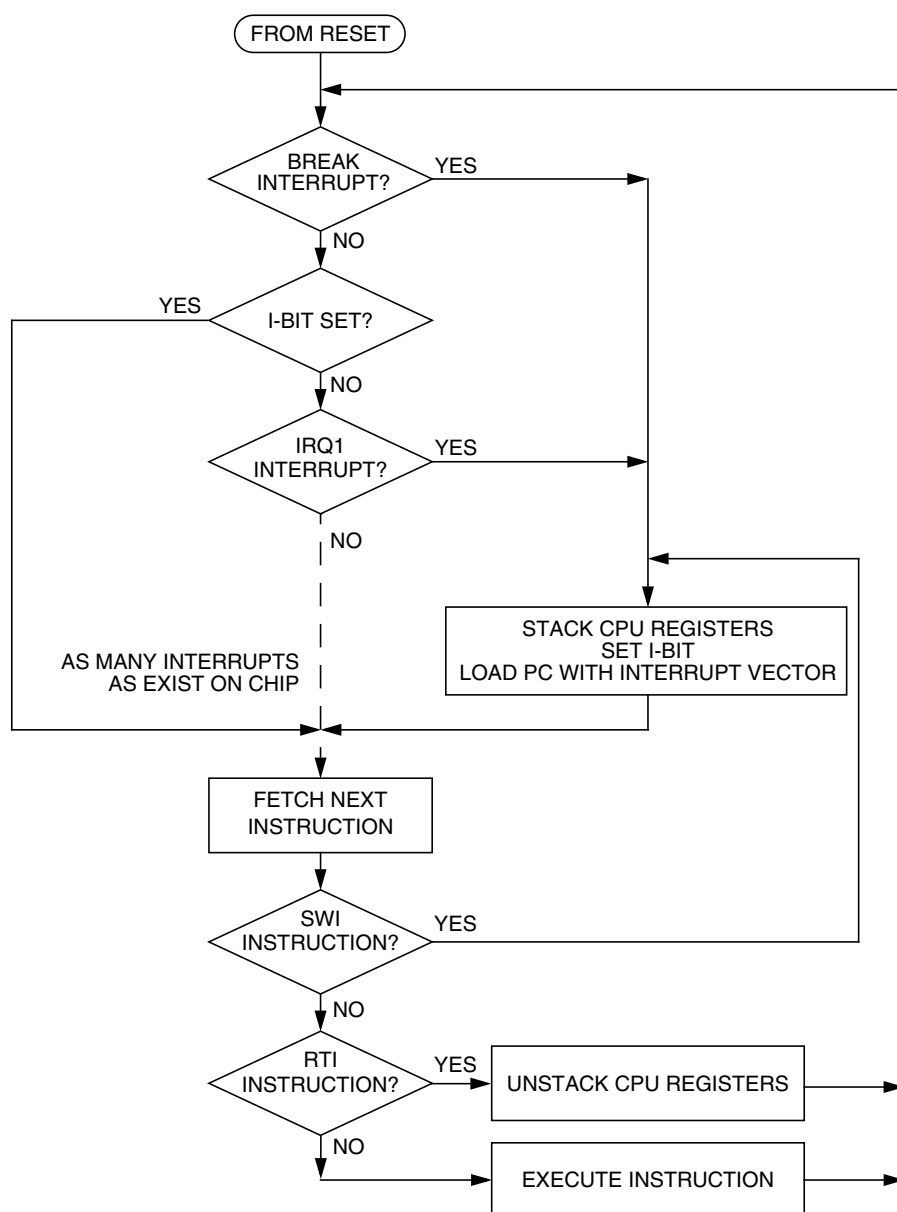 FROM RESET
BREAK
INTERRUPT?
YES
NO
YES
I-BIT SET?
NO
IRQ1
INTERRUPT?
YES
NO
STACK CPU REGISTERS
SET I-BIT
LOAD PC WITH INTERRUPT VECTOR
AS MANY INTERRUPTS
AS EXIST ON CHIP
FETCH NEXT
INSTRUCTION
SWI
INSTRUCTION?
YES
NO
RTI
INSTRUCTION?
YES
UNSTACK CPU REGISTERS
NO
EXECUTE INSTRUCTION